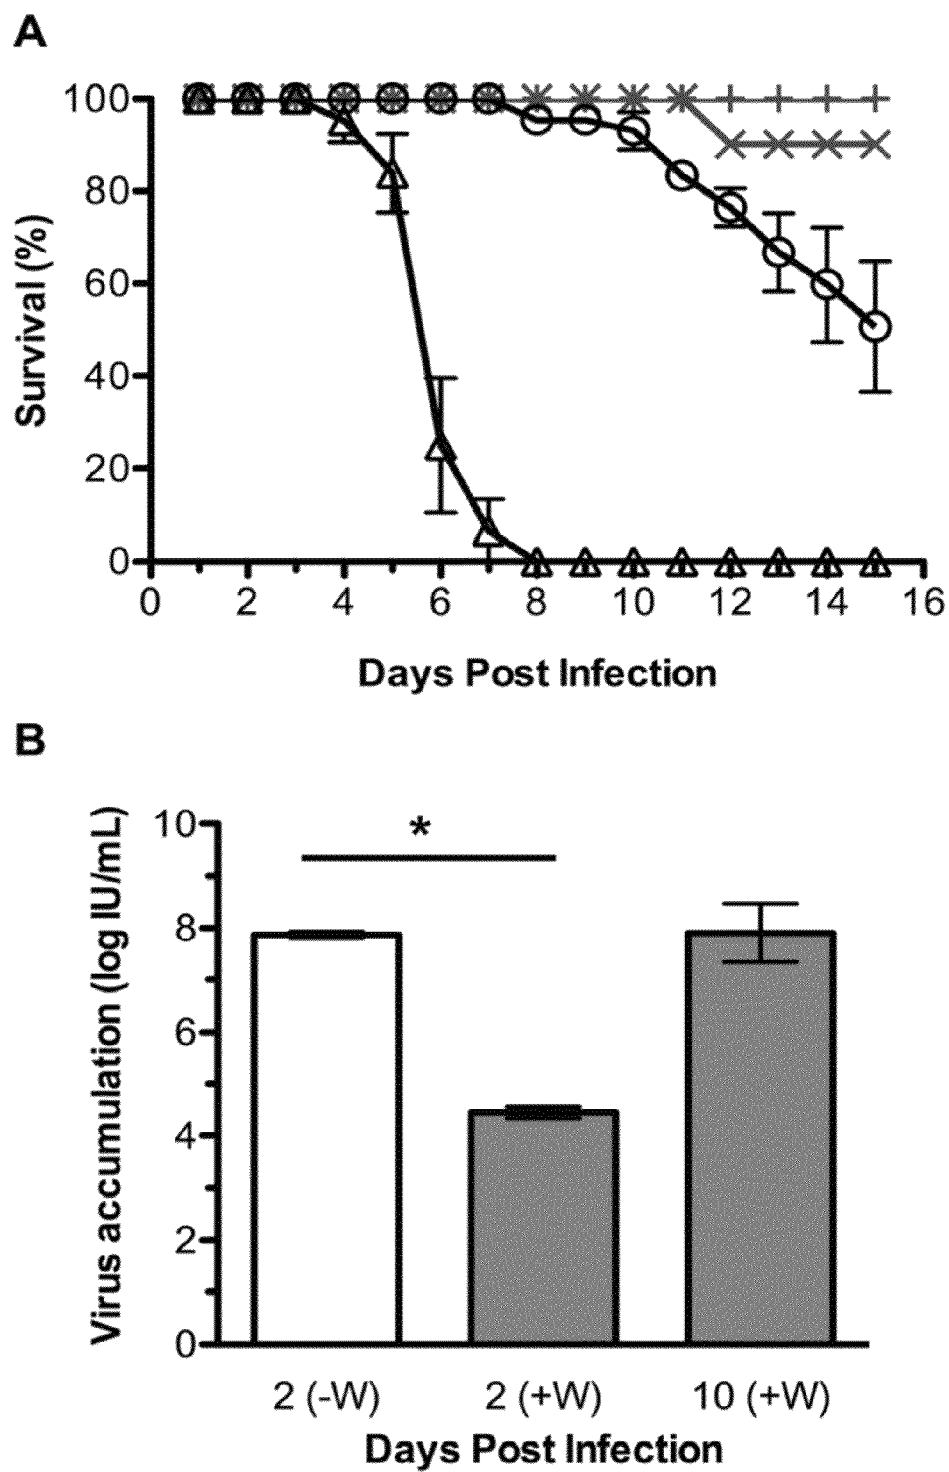 A
100
80
60
40
20
0
Survival (%)
0 2 4 6 8 10 12 14 16
Days Post Infection
B
10
8
6
4
2
0
Virus accumulation (log IU/mL)
*
2 (-W) 2 (+W) 10 (+W)
Days Post Infection